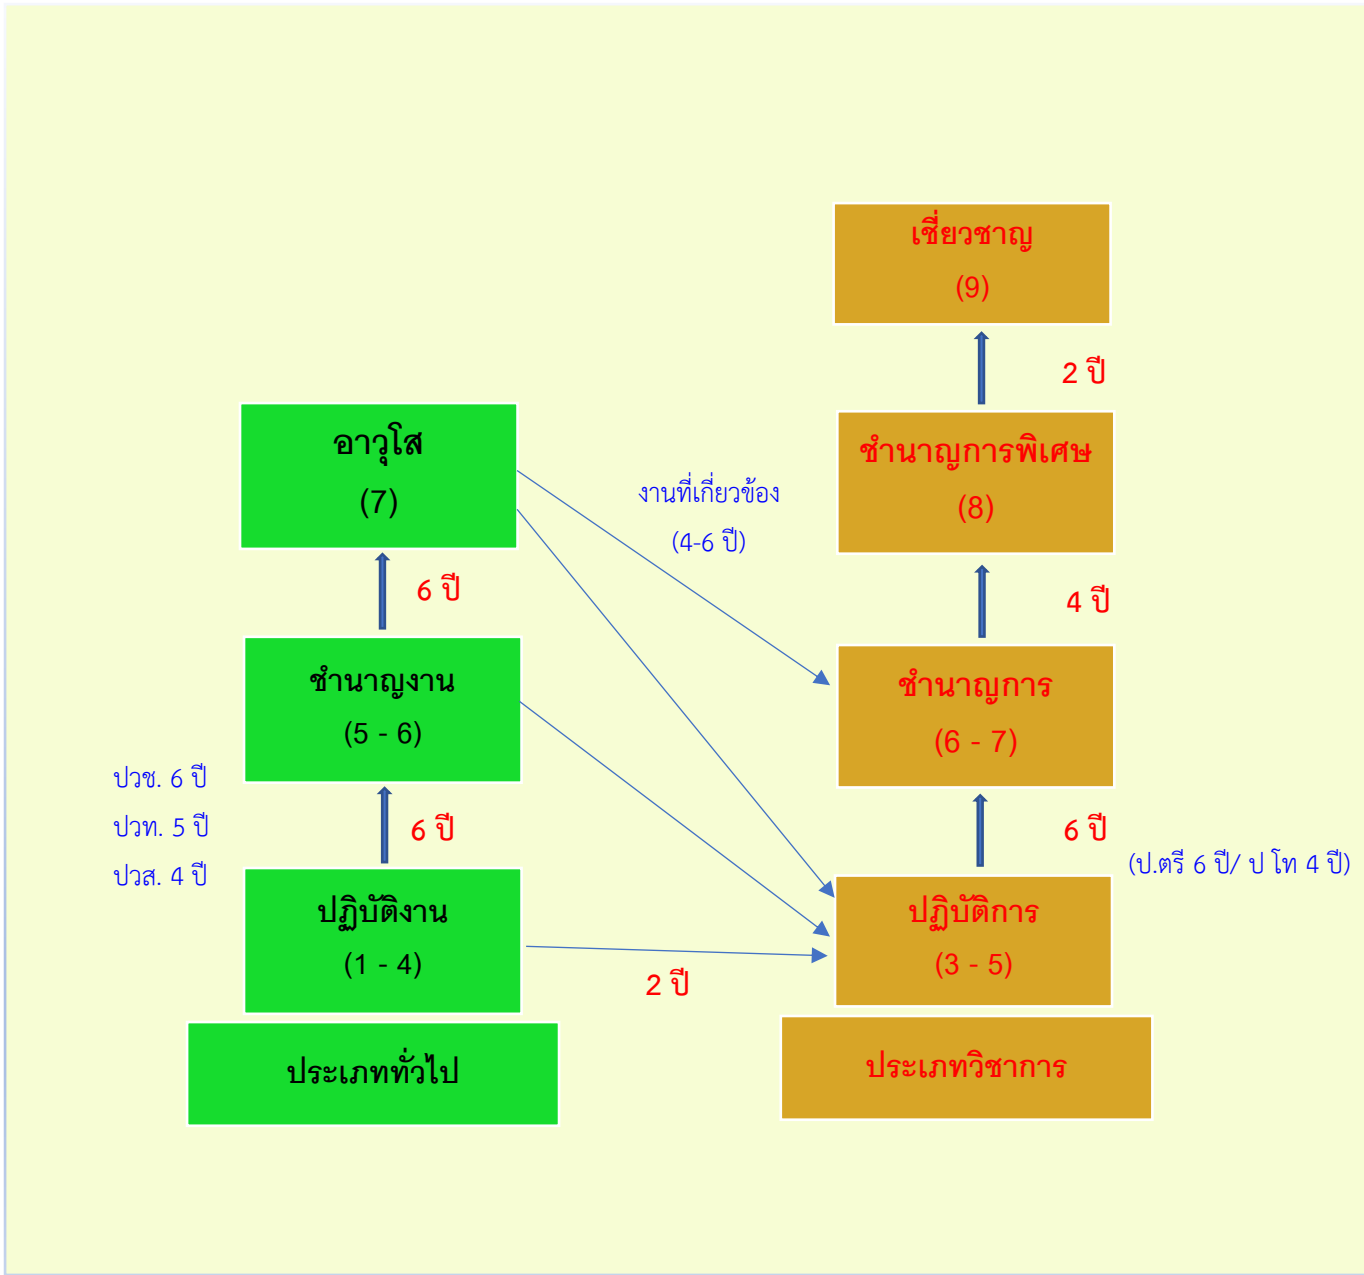 เชี่ยวชาญ
(9)
2 ปี
อาวุโส
(7)
งานที่เกี่ยวข้อง
(4-6 ปี)
ชำนาญการพิเศษ
(8)
6 ปี
4 ปี
ชำนาญงาน
(5 - 6)
ชำนาญการ
(6 - 7)
ปวช. 6 ปี
ปวท. 5 ปี
ปวส. 4 ปี
6 ปี
6 ปี
(ป.ตรี 6 ปี/ ป โท 4 ปี)
ปฏิบัติงาน
(1 - 4)
2 ปี
ปฏิบัติการ
(3 - 5)
ประเภททั่วไป
ประเภทวิชาการ